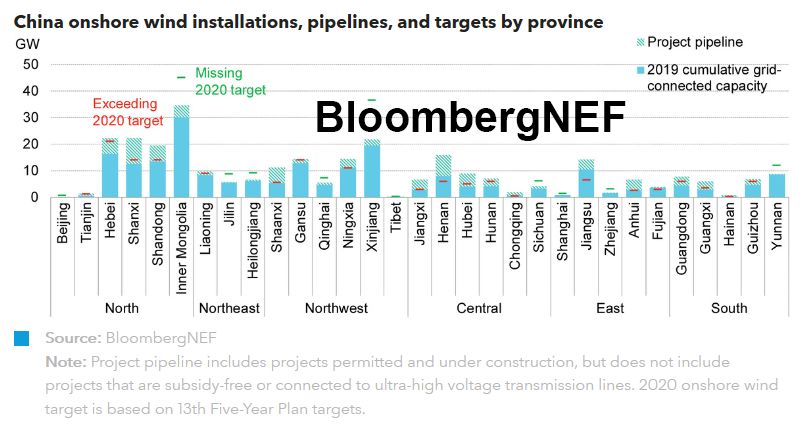 China onshore wind installations, pipelines, and targets by province
GW
50
40
30
20
10
0
Project pipeline
2019 cumulative grid-
connected capacity
Missing
2020 target
Exceeding
2020 target
BloombergNEF
Beijing
Tianjin
Hebei
Shanxi
Shandong
Inner Mongolia
Liaoning
Jilin
Heilongjiang
Shaanxi
Gansu
Qinghai
Ningxia
Xinjiang
Tibet
Jiangxi
Henan
Hubei
Hunan
Chongqing
Sichuan
Shanghai
Jiangsu
Zhejiang
Anhui
Fujian
Guangdong
Guangxi
Hainan
Guizhou
Yunnan
North
Northeast
Northwest
Central
East
South
Source: BloombergNEF
Note: Project pipeline includes projects permitted and under construction, but does not include
projects that are subsidy-free or connected to ultra-high voltage transmission lines. 2020 onshore wind
target is based on 13th Five-Year Plan targets.